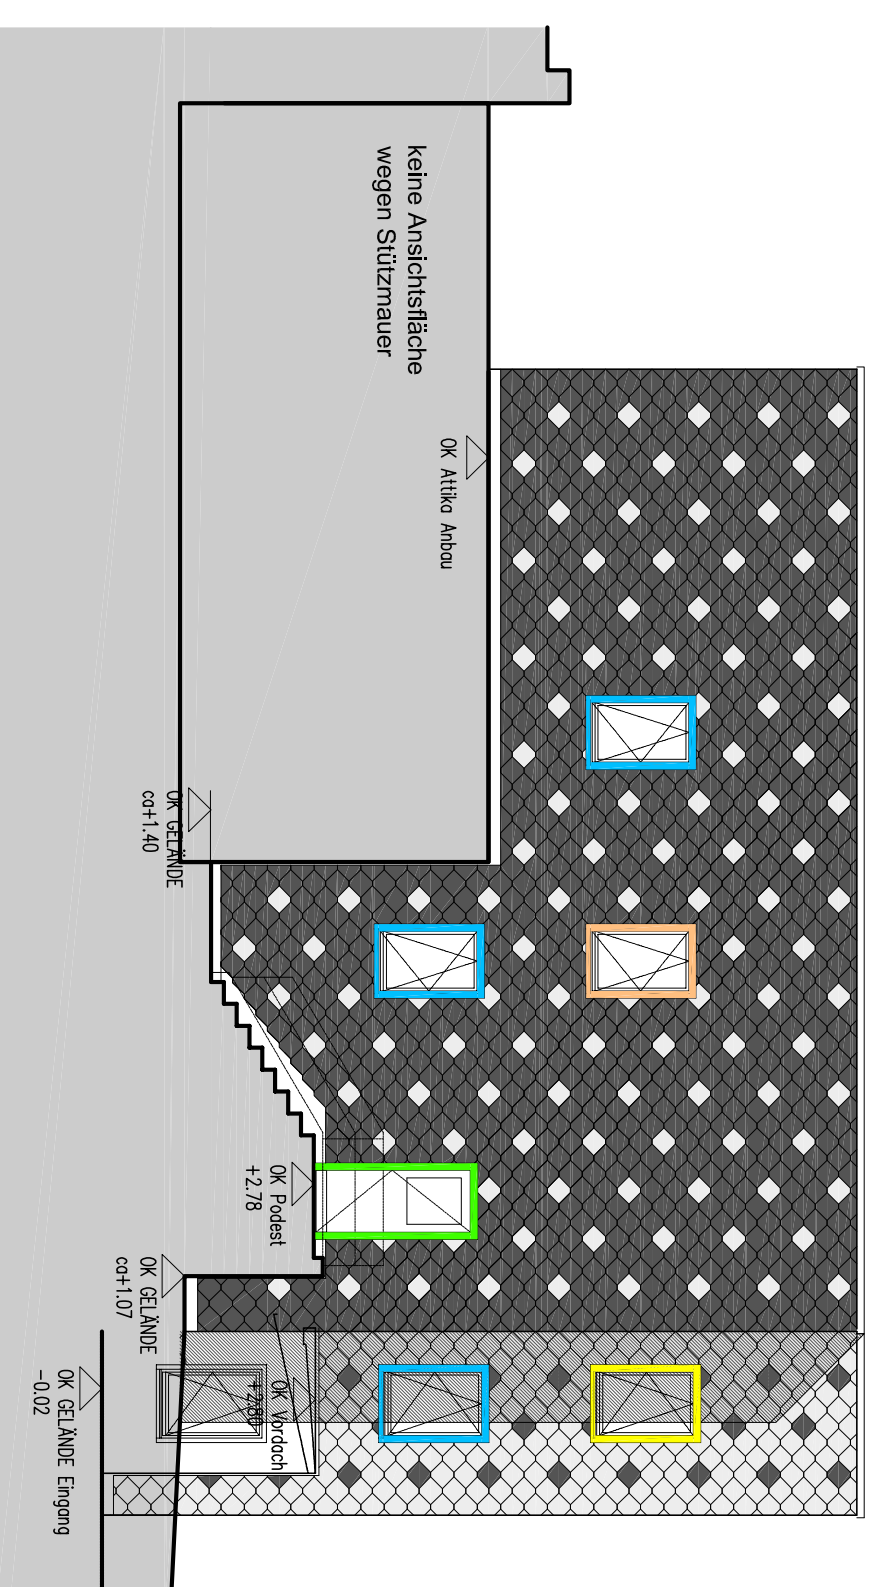 keine Ansichtsfläche
wegen Stützmauer
OK Attika Anbau
OK GELÄNDE
ca+1.40
OK Podest
+2.78
OK GELÄNDE
ca+1.07
OK Vordach
+2.80
OK GELÄNDE Eingang
-0.02